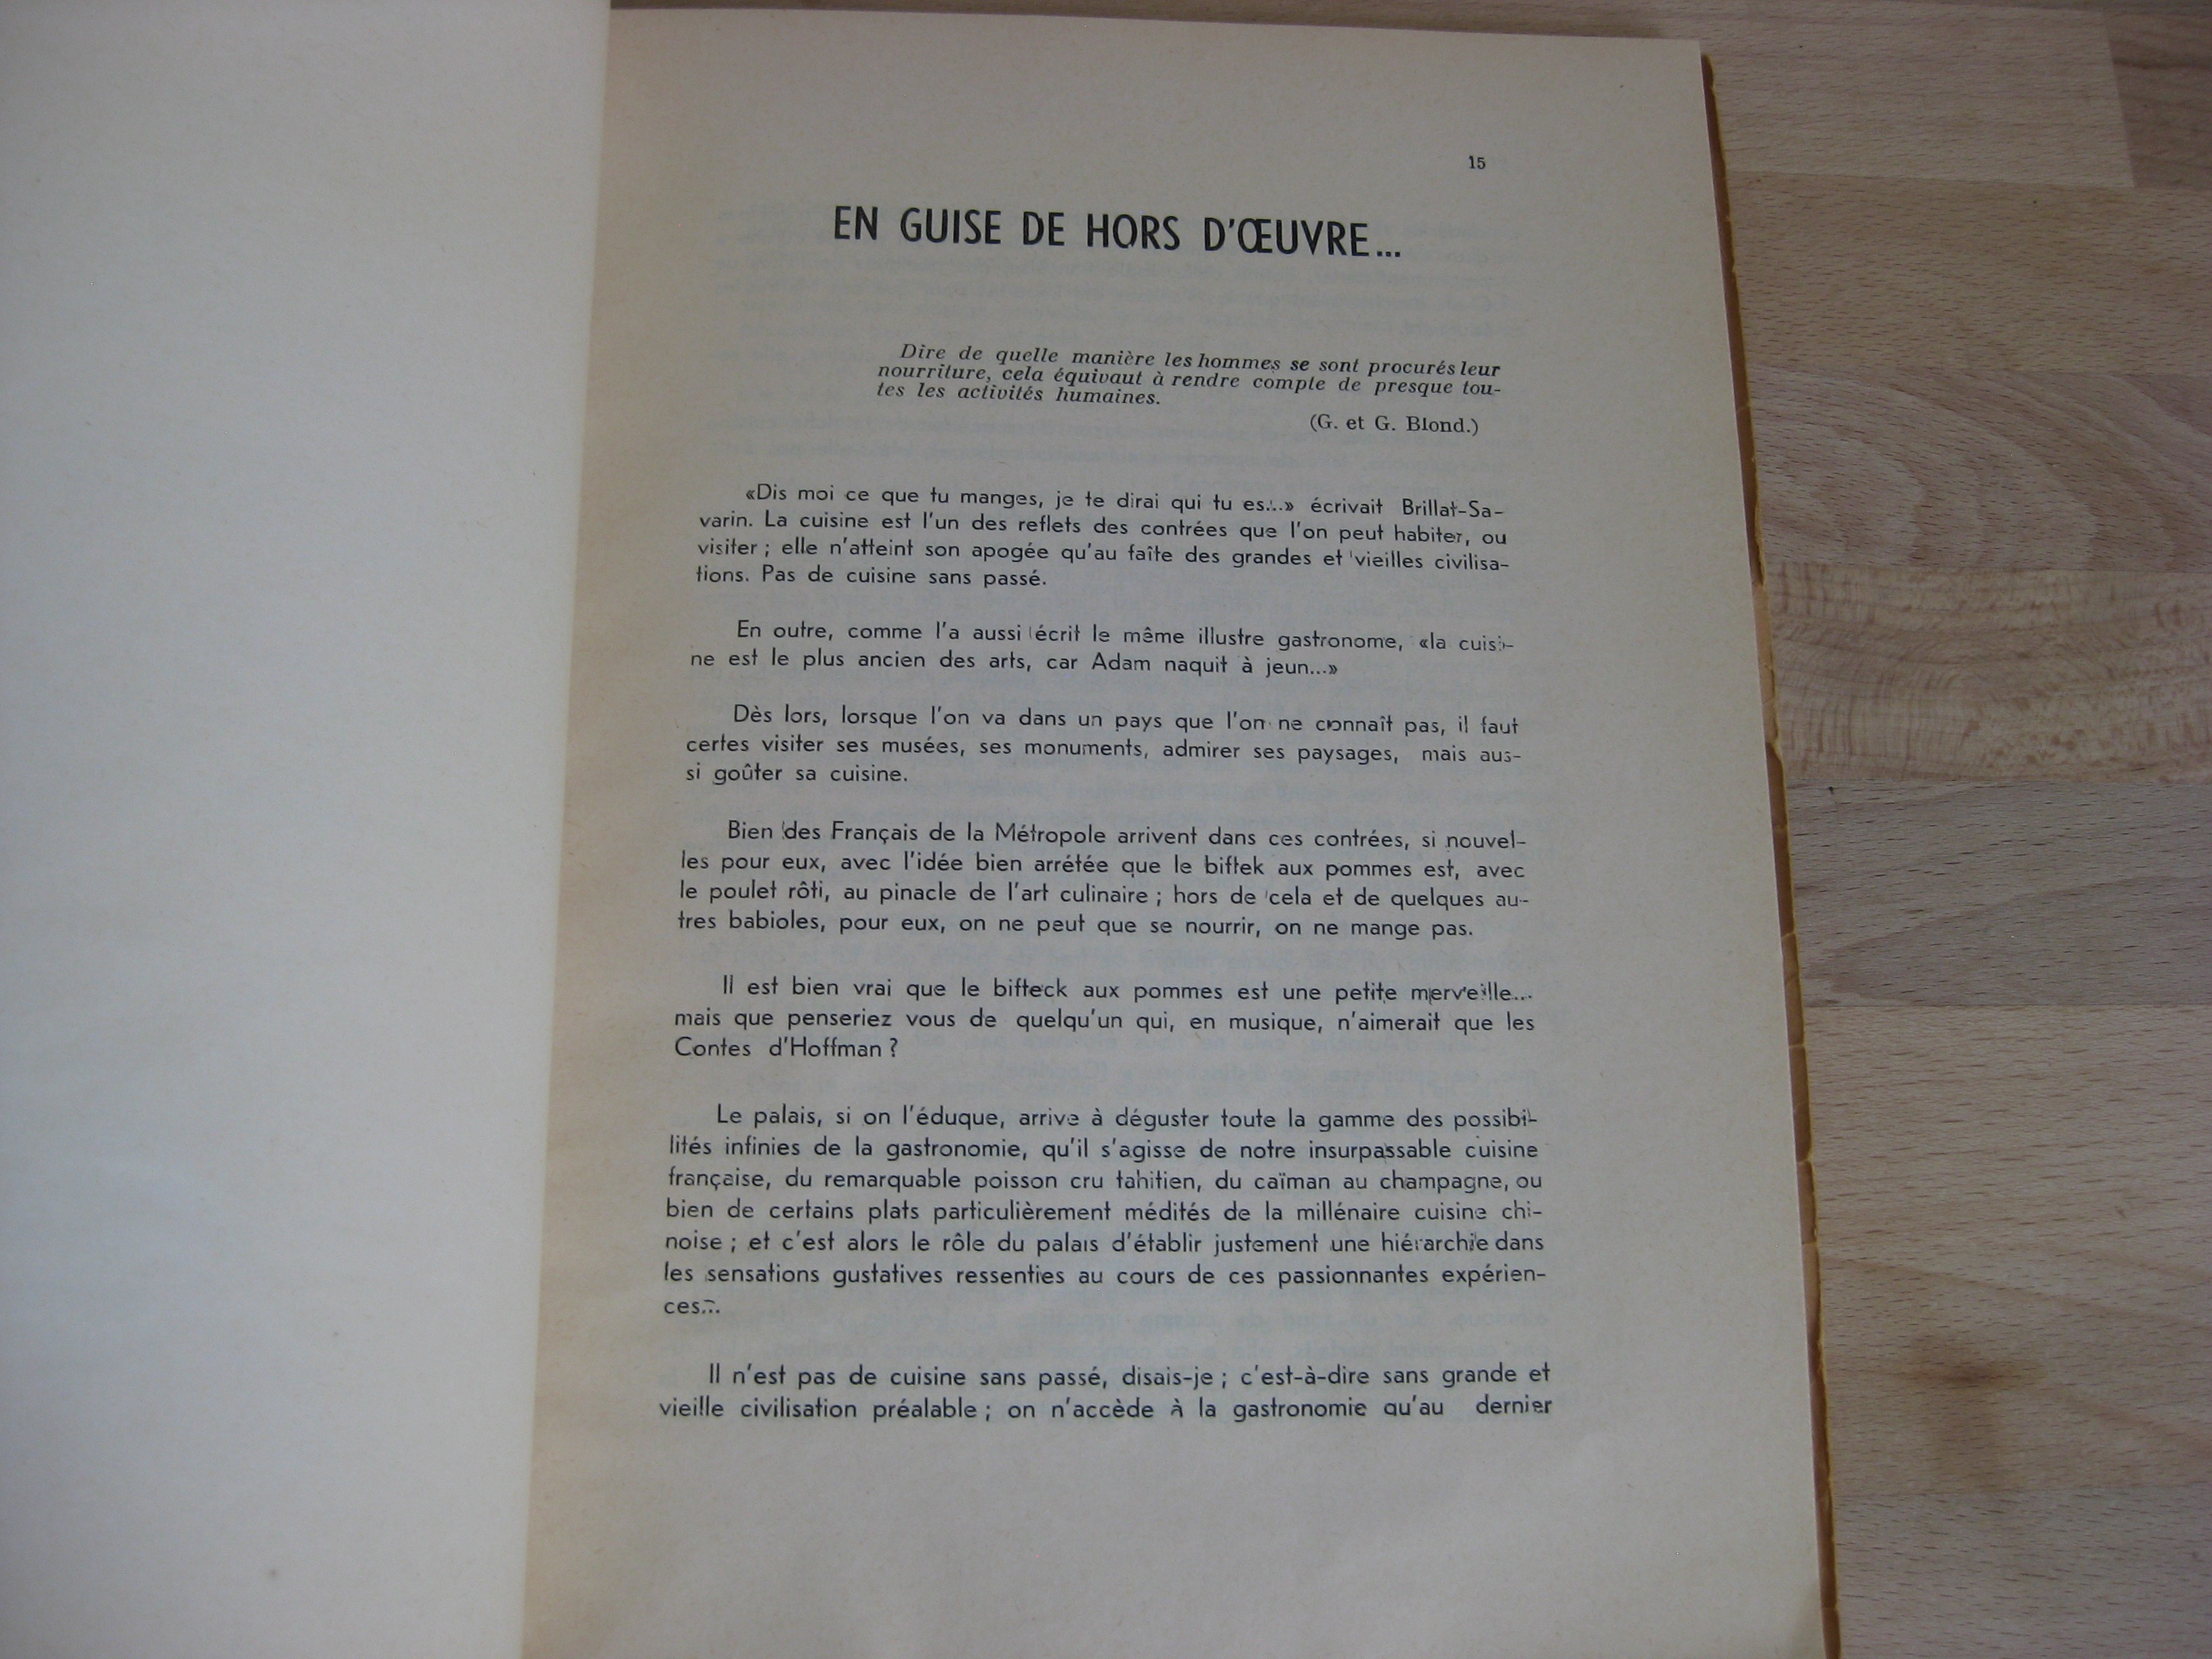 15
EN GUISE DE HORS D'ŒUVRE...
Dire de quelle manière les hommes se sont procurés leur
nourriture, cela équivaut à rendre compte de presque tou-
tes les activités humaines.
(G. et G. Blond.)
«Dis moi ce que tu manges, je te dirai qui tu es...» écrivait Brillat-Sa-
varin. La cuisine est l'un des reflets des contrées que l'on peut habiter, ou
visiter ; elle n'atteint son apogée qu'au faîte des grandes et vieilles civilisa-
tions. Pas de cuisine sans passé.
En outre, comme l'a aussi écrit le même illustre gastronome, «la cuisi-
ne est le plus ancien des arts, car Adam naquit à jeun...»
Dès lors, lorsque l'on va dans un pays que l'on ne connaît pas, il faut
certes visiter ses musées, ses monuments, admirer ses paysages, mais aus-
si goûter sa cuisine.
Bien des Français de la Métropole arrivent dans ces contrées, si nouvel-
les pour eux, avec l'idée bien arrétée que le biftek aux pommes est, avec
le poulet rôti, au pinacle de l'art culinaire ; hors de cela et de quelques au-
tres babioles, pour eux, on ne peut que se nourrir, on ne mange pas.
Il est bien vrai que le bifteck aux pommes est une petite merveille...
mais que penseriez vous de quelqu'un qui, en musique, n'aimerait que les
Contes d'Hoffman ?
Le palais, si on l'éduque, arrive à déguster toute la gamme des possibi-
lités infinies de la gastronomie, qu'il s'agisse de notre insurpassable cuisine
française, du remarquable poisson cru tahitien, du caïman au champagne, ou
bien de certains plats particulièrement médités de la millénaire cuisine chi-
noise ; et c'est alors le rôle du palais d'établir justement une hiérarchie dans
les sensations gustatives ressenties au cours de ces passionnantes expérien-
ces...
Il n'est pas de cuisine sans passé, disais-je ; c'est-à-dire sans grande et
vieille civilisation préalable ; on n'accède à la gastronomie qu'au dernier